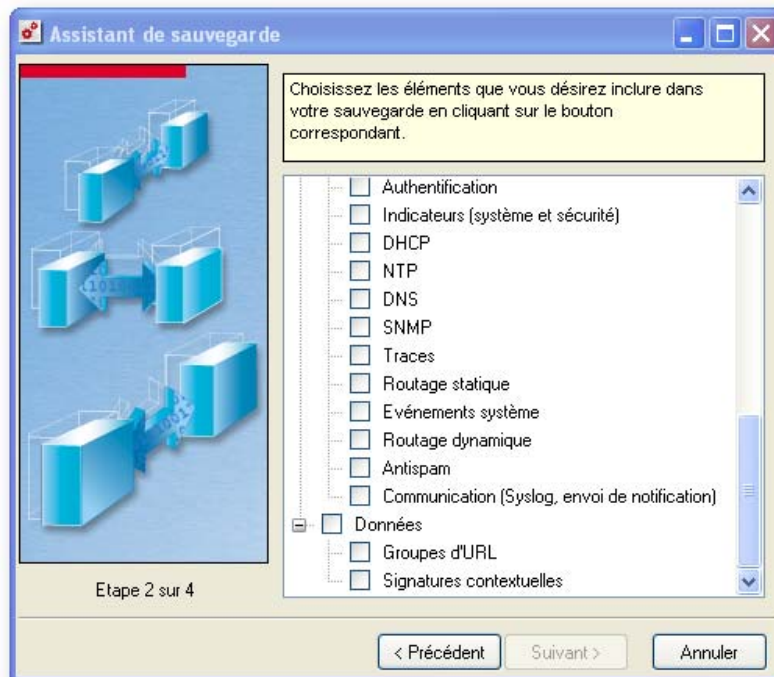 Assistant de sauvegarde
Choisissez les éléments que vous désirez inclure dans
votre sauvegarde en cliquant sur le bouton
correspondant.
Authentification
Indicateurs (système et sécurité)
DHCP
NTP
DNS
SNMP
Traces
Routage statique
Evénements système
Routage dynamique
Antispam
Communication (Syslog, envoi de notification)
Données
Groupes d'URL
Signatures contextuelles
Etape 2 sur 4
< Précédent
Suivant >
Annuler